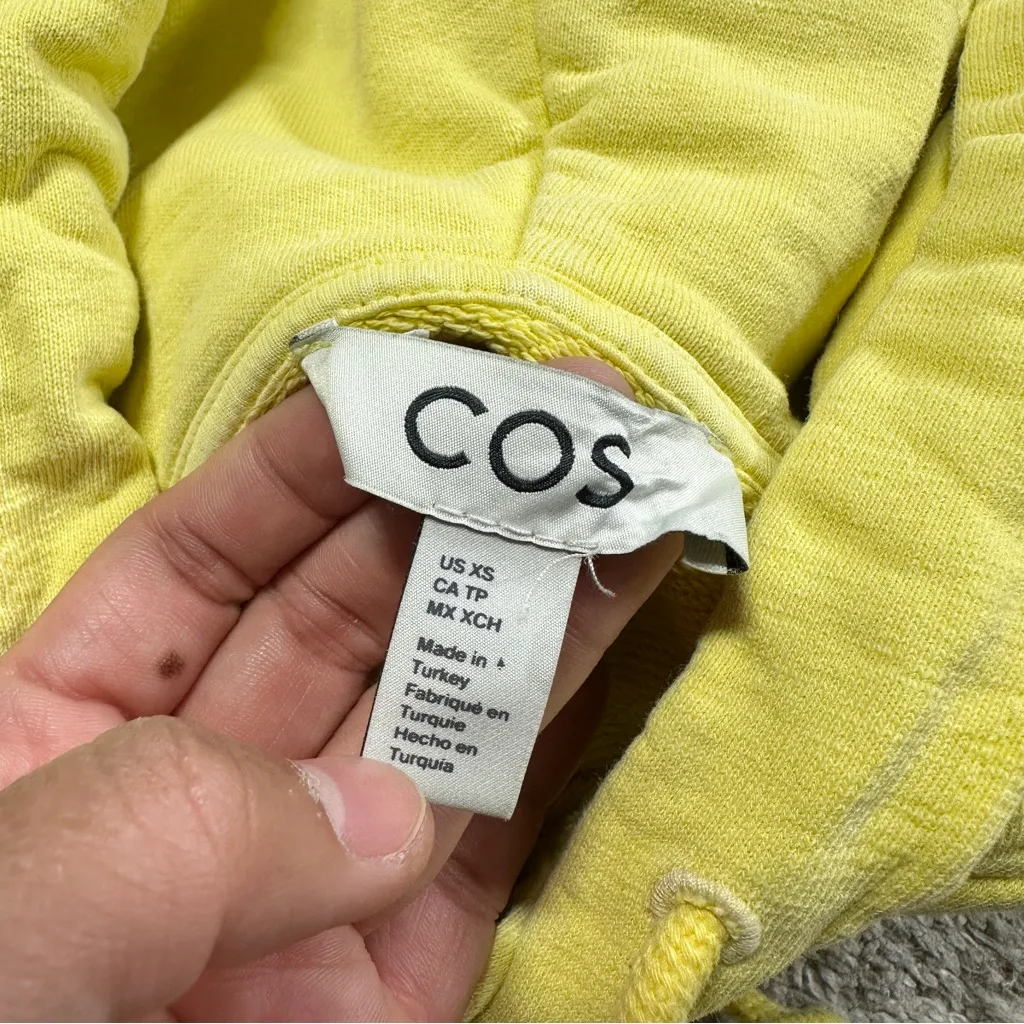 COS
US XS
CA TP
MX XCH
Made in
Turkey
Fabriqué en
Turquie
Hecho en
Turquía